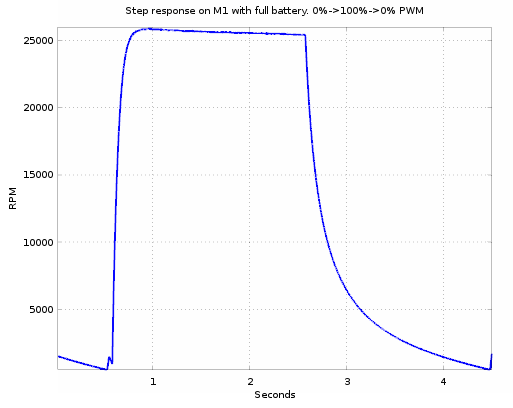 Step response on M1 with full battery. 0%->100%->0% PWM
25000
20000
15000
10000
5000
RPM
1 2 3 4
Seconds